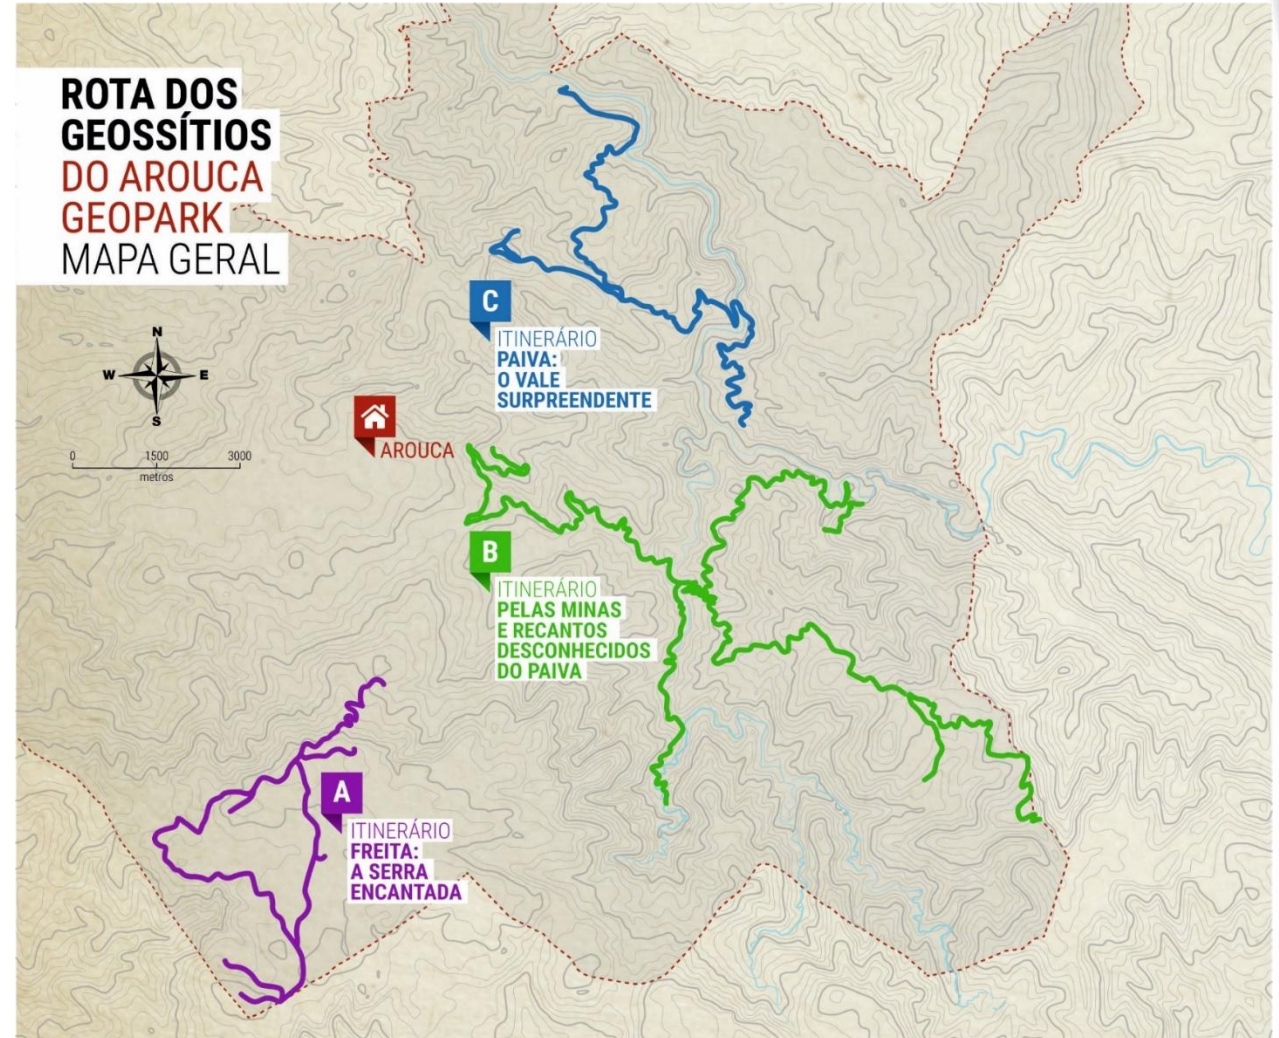 ROTA DOS
GEOSSÍTIOS
DO AROUCA
GEOPARK
MAPA GERAL
N
W E
S
0 1500 3000
metros
C
ITINERÁRIO
PAIVA:
O VALE
SURPREENDENTE
AROUCA
B
ITINERÁRIO
PELAS MINAS
E RECANTOS
DESCONHECIDOS
DO PAIVA
A
ITINERÁRIO
FREITA:
A SERRA
ENCANTADA